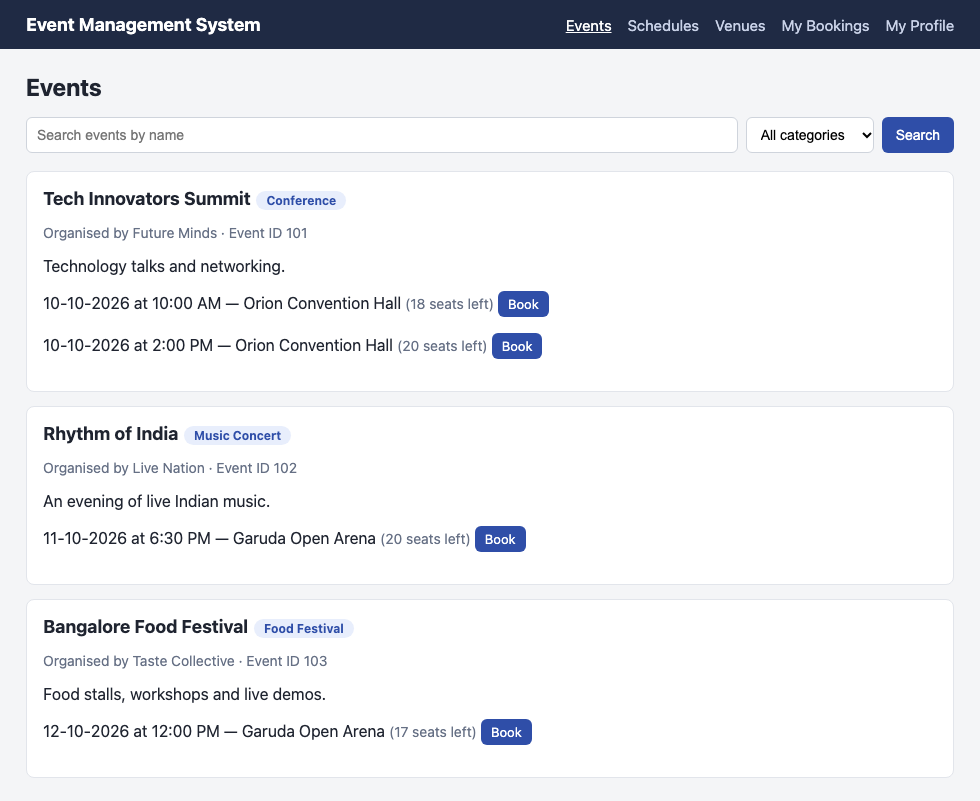 Event Management System
Events Schedules Venues My Bookings My Profile
Events
Search events by name All categories Search
Tech Innovators Summit Conference
Organised by Future Minds · Event ID 101
Technology talks and networking.
10-10-2026 at 10:00 AM — Orion Convention Hall (18 seats left) Book
10-10-2026 at 2:00 PM — Orion Convention Hall (20 seats left) Book
Rhythm of India Music Concert
Organised by Live Nation · Event ID 102
An evening of live Indian music.
11-10-2026 at 6:30 PM — Garuda Open Arena (20 seats left) Book
Bangalore Food Festival Food Festival
Organised by Taste Collective · Event ID 103
Food stalls, workshops and live demos.
12-10-2026 at 12:00 PM — Garuda Open Arena (17 seats left) Book